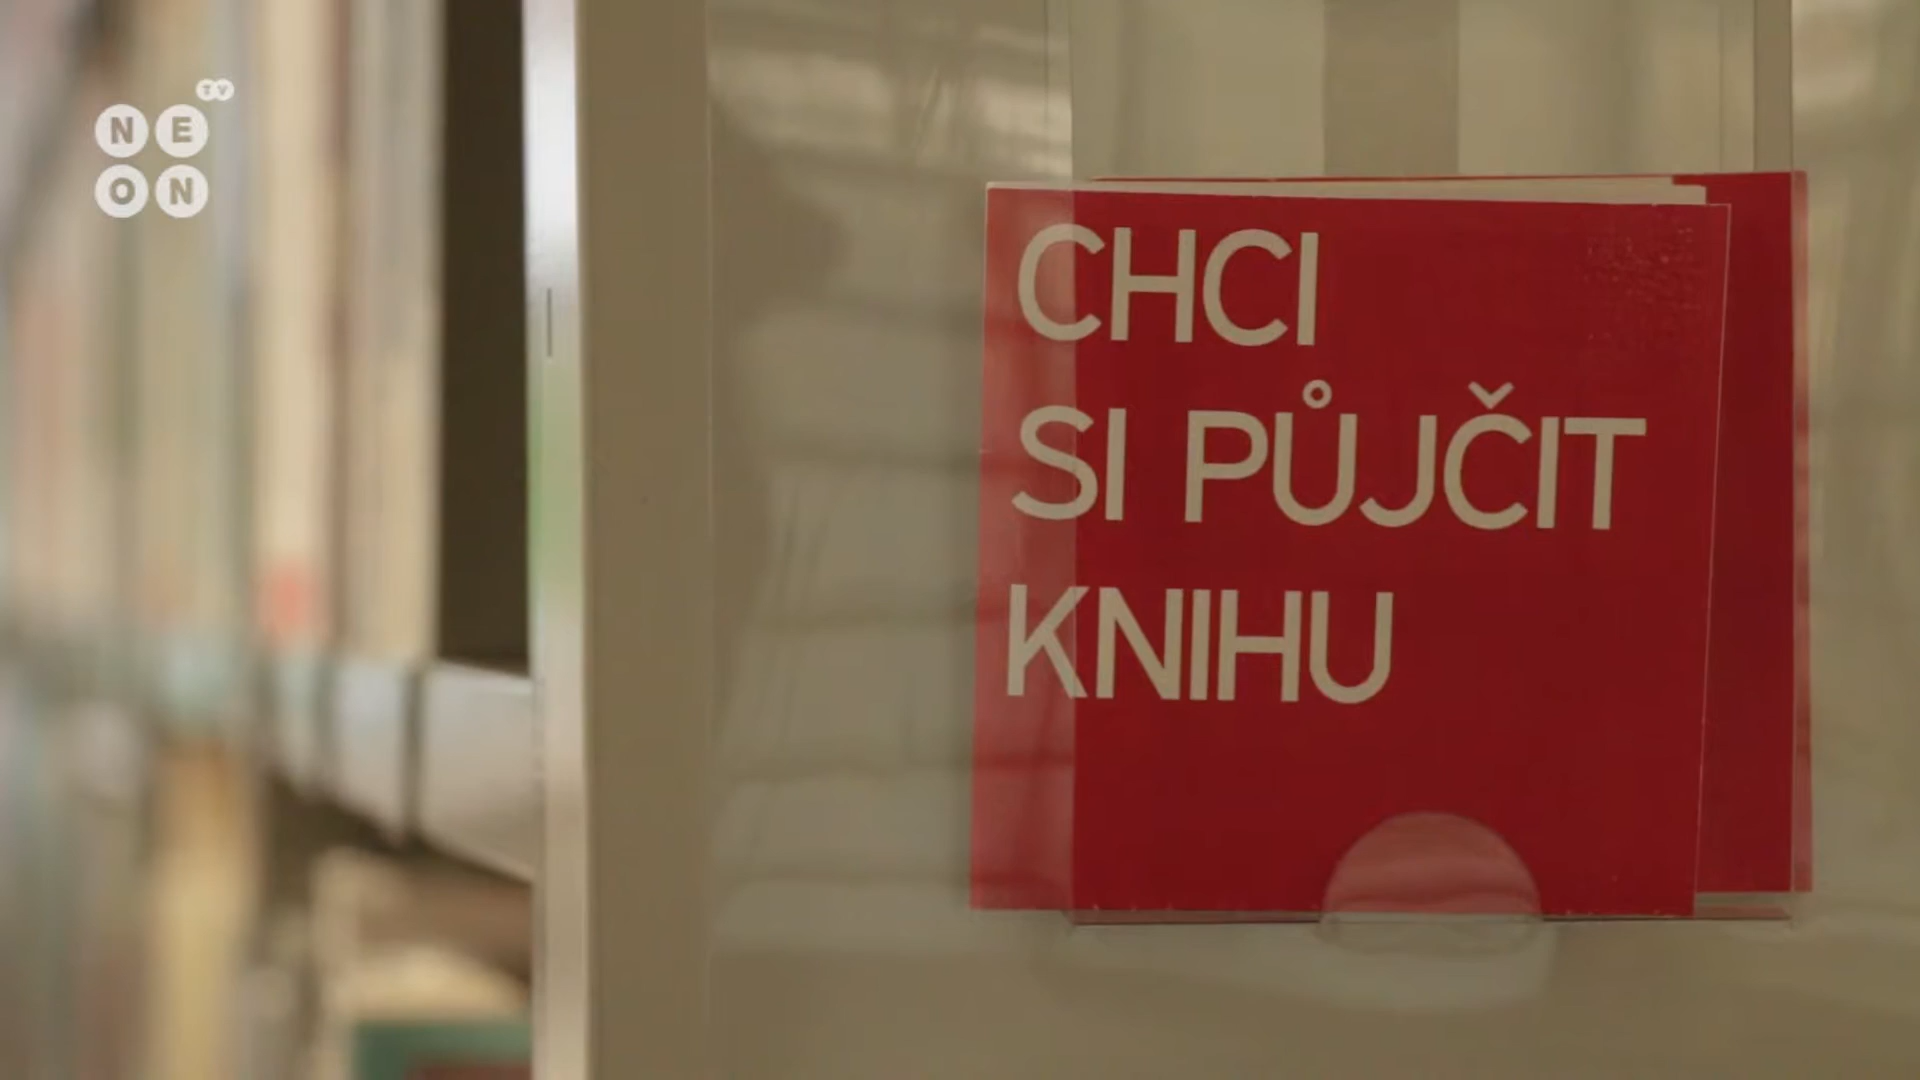 TV
NE
ON
CHCI
SI PŮJČIT
KNIHU